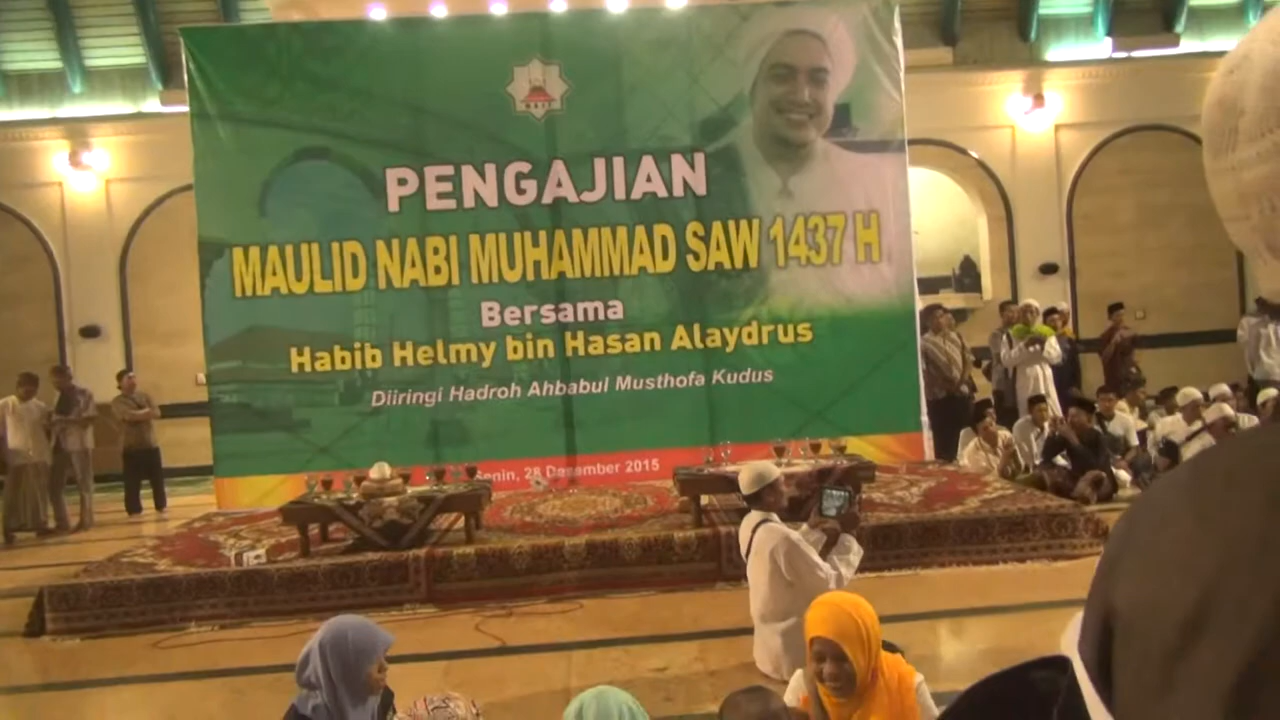 PENGAJIAN
MAULID NABI MUHAMMAD SAW 1437 H
Bersama
Habib Helmy bin Hasan Alaydrus
Diiringi Hadroh Ahbabul Musthofa Kudus
Senin, 28 Desember 2015